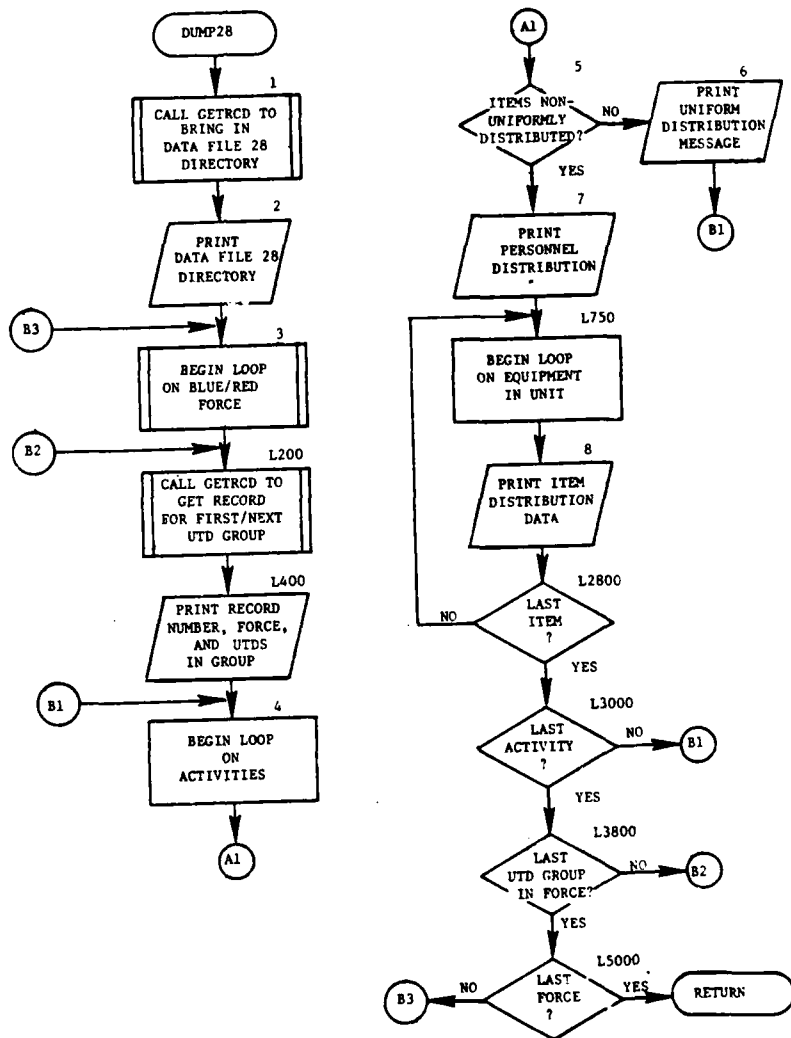 DUMP28
1
CALL GETRCD TO
BRING IN
DATA FILE 28
DIRECTORY
2
PRINT
DATA FILE 28
DIRECTORY
B3
3
BEGIN LOOP
ON BLUE/RED
FORCE
B2
L200
CALL GETRCD TO
GET RECORD
FOR FIRST/NEXT
UTD GROUP
L400
PRINT RECORD
NUMBER, FORCE,
AND UTDS
IN GROUP
B1
4
BEGIN LOOP
ON
ACTIVITIES
A1
A1
5
ITEMS NON-
UNIFORMLY
DISTRIBUTED?
NO
YES
6
PRINT
UNIFORM
DISTRIBUTION
MESSAGE
B1
7
PRINT
PERSONNEL
DISTRIBUTION
L750
BEGIN LOOP
ON EQUIPMENT
IN UNIT
8
PRINT ITEM
DISTRIBUTION
DATA
L2800
LAST
ITEM
?
NO
YES
L3000
LAST
ACTIVITY
?
NO
B1
YES
L3800
LAST
UTD GROUP
IN FORCE?
NO
B2
YES
L5000
LAST
FORCE
?
NO
B3
YES
RETURN